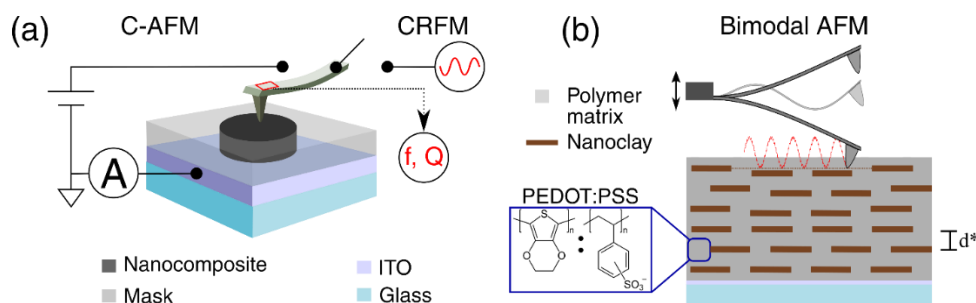 (a)
C-AFM
CRFM
A
f, Q
Nanocomposite
Mask
ITO
Glass
(b)
Bimodal AFM
Polymer
matrix
Nanoclay
PEDOT:PSS
S
n
n
O
O
SO₃⁻
d*